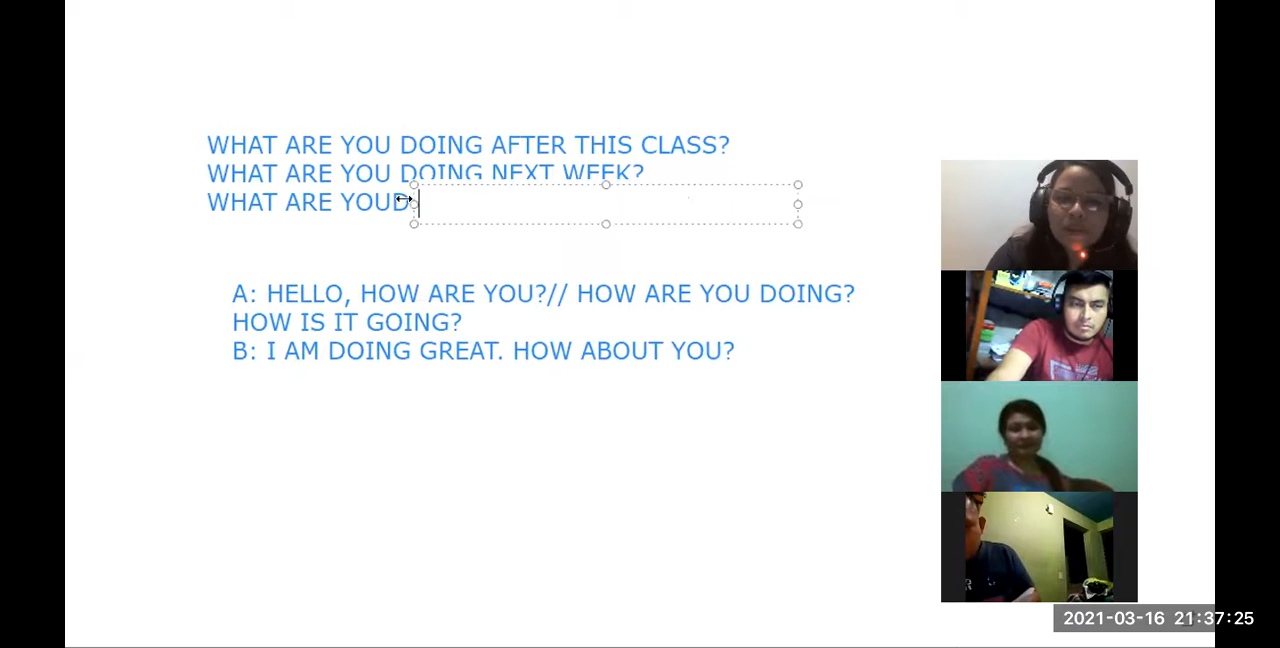 WHAT ARE YOU DOING AFTER THIS CLASS?
WHAT ARE YOU DOING NEXT WEEK?
WHAT ARE YOUD
A: HELLO, HOW ARE YOU?// HOW ARE YOU DOING?
HOW IS IT GOING?
B: I AM DOING GREAT. HOW ABOUT YOU?
2021-03-16 21:37:25